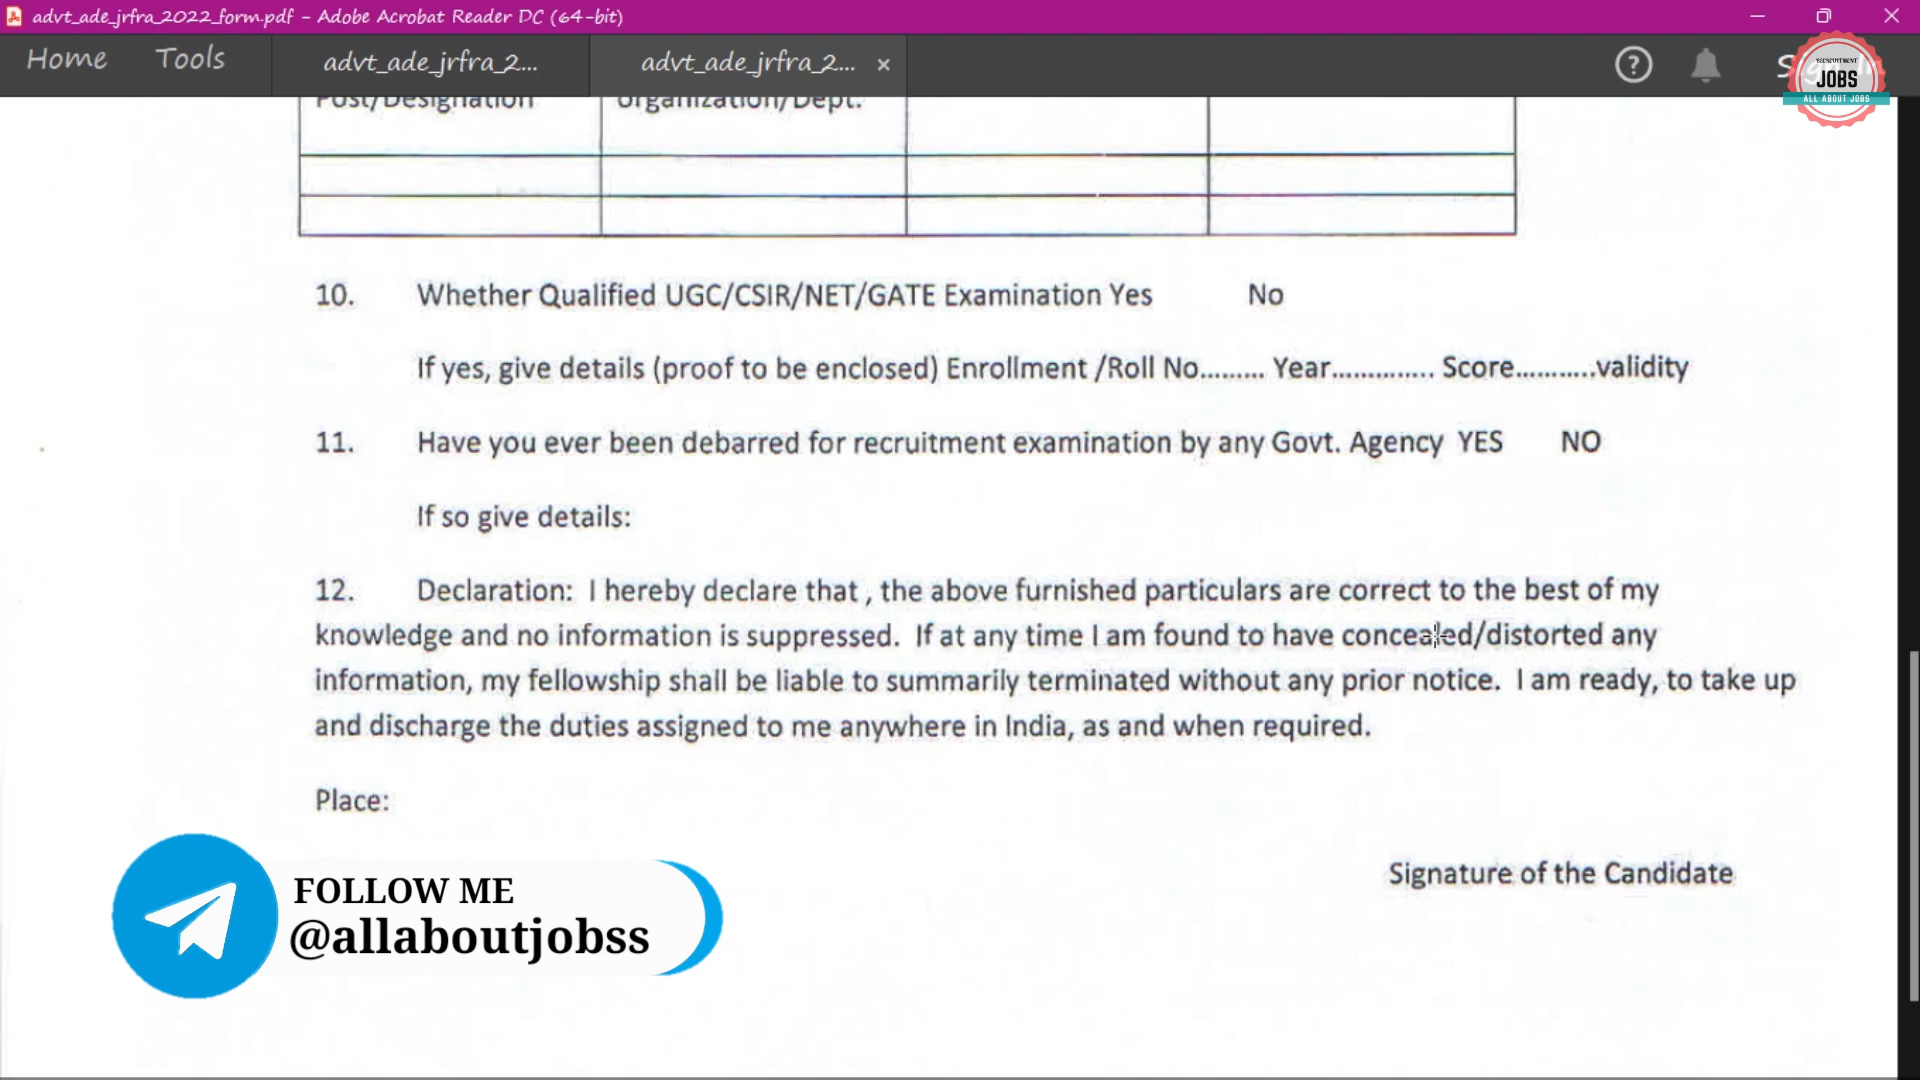 advt_ade_jrfra_2022_form.pdf - Adobe Acrobat Reader DC (64-bit)
Home Tools advt_ade_jrfra_2... advt_ade_jrfra_2... ×
RECRUITMENT
JOBS
ALL ABOUT JOBS
Post/Designation organization/Dept.
10. Whether Qualified UGC/CSIR/NET/GATE Examination Yes No
If yes, give details (proof to be enclosed) Enrollment /Roll No......... Year.............. Score...........validity
11. Have you ever been debarred for recruitment examination by any Govt. Agency YES NO
If so give details:
12. Declaration: I hereby declare that , the above furnished particulars are correct to the best of my
knowledge and no information is suppressed. If at any time I am found to have concealed/distorted any
information, my fellowship shall be liable to summarily terminated without any prior notice. I am ready, to take up
and discharge the duties assigned to me anywhere in India, as and when required.
Place:
Signature of the Candidate
FOLLOW ME
@allaboutjobss